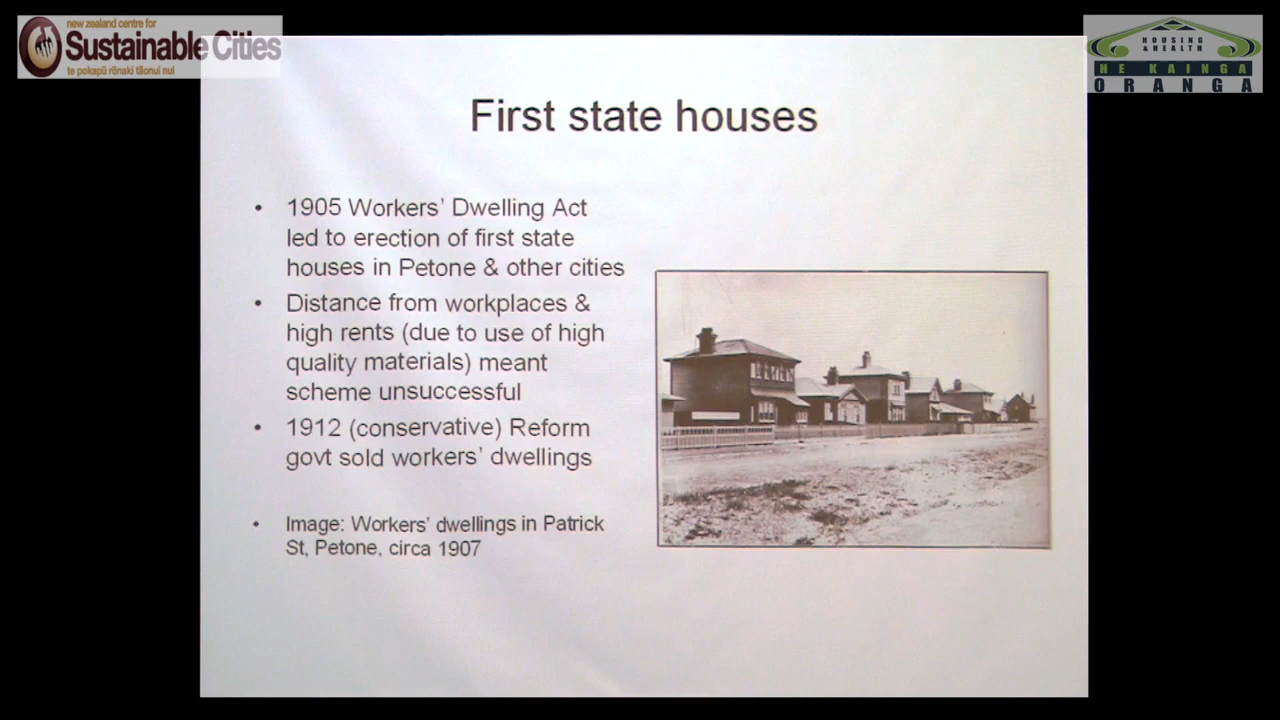 new zealand centre for
Sustainable Cities
te pokapū rōnaki tāonui nui
HOUSING
& HEALTH
HE KAINGA
ORANGA
First state houses
• 1905 Workers' Dwelling Act
led to erection of first state
houses in Petone & other cities
• Distance from workplaces &
high rents (due to use of high
quality materials) meant
scheme unsuccessful
• 1912 (conservative) Reform
govt sold workers' dwellings
• Image: Workers' dwellings in Patrick
St, Petone, circa 1907